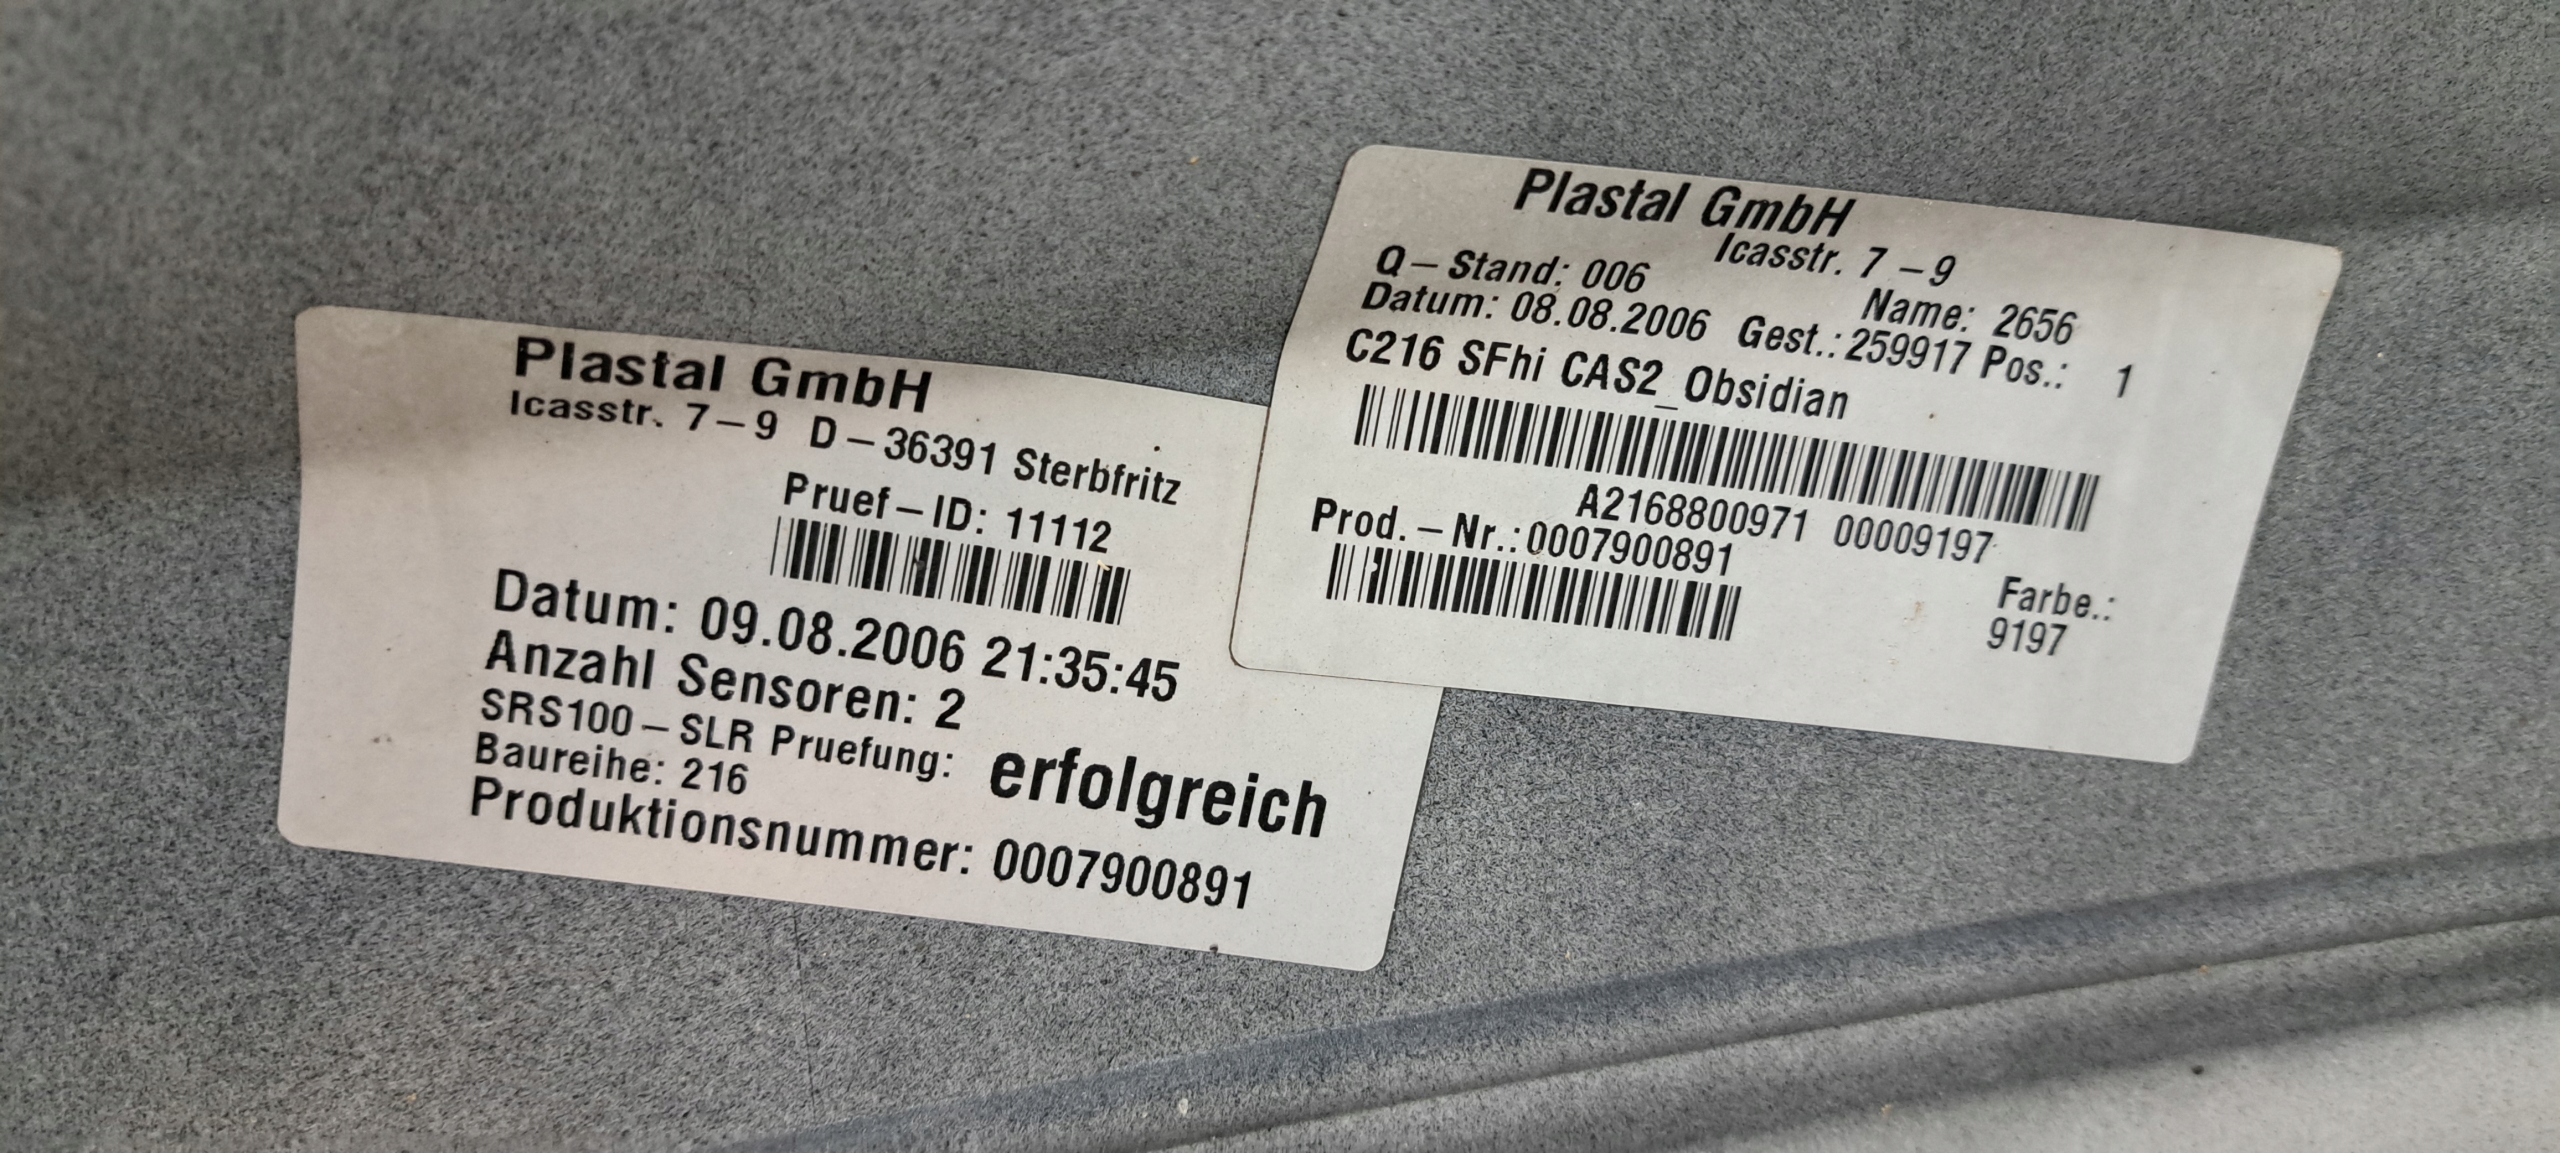 Plastal GmbH
Icasstr. 7-9 D-36391 Sterbfritz
Pruef-ID: 11112
Datum: 09.08.2006 21:35:45
Anzahl Sensoren: 2
SRS100-SLR Pruefung: erfolgreich
Baureihe: 216
Produktionsnummer: 0007900891
Plastal GmbH
Icasstr. 7-9
Q-Stand: 006 Name: 2656
Datum: 08.08.2006 Gest.: 259917 Pos.: 1
C216 SFhi CAS2_Obsidian
A2168800971 00009197
Prod.-Nr.: 0007900891
Farbe.:
9197